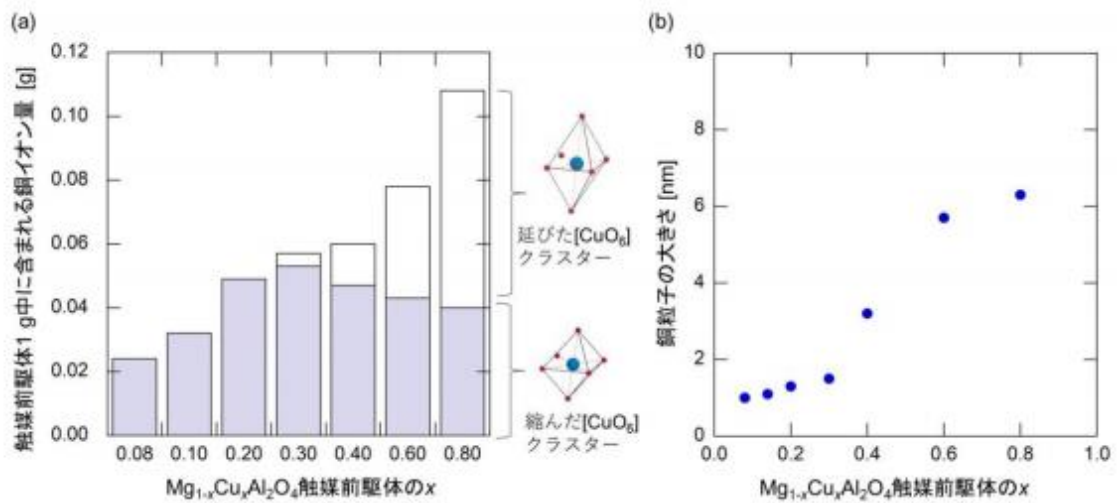 (a)
触媒前駆体1 g中に含まれる銅イオン量 [g]
0.12
0.10
0.08
0.06
0.04
0.02
0.00
0.08 0.10 0.20 0.30 0.40 0.60 0.80
Mg1-xCuxAl2O4触媒前駆体のx
延びた[CuO6]
クラスター
縮んだ[CuO6]
クラスター
(b)
銅粒子の大きさ [nm]
10
8
6
4
2
0
0.0 0.2 0.4 0.6 0.8 1.0
Mg1-xCuxAl2O4触媒前駆体のx